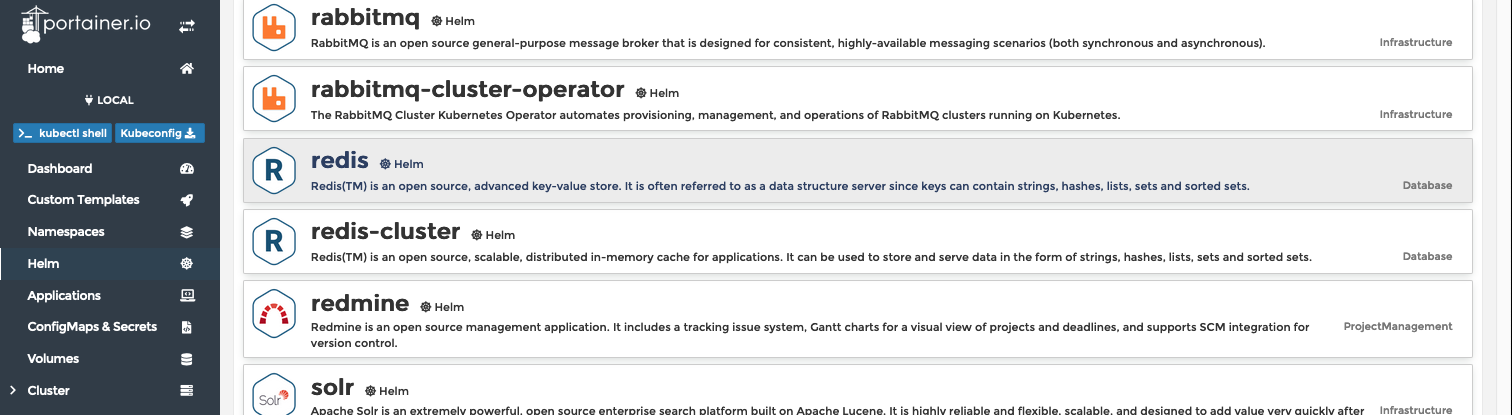 portainer.io
Home
LOCAL
>_ kubectl shell Kubeconfig
Dashboard
Custom Templates
Namespaces
Helm
Applications
ConfigMaps & Secrets
Volumes
Cluster
rabbitmq Helm
RabbitMQ is an open source general-purpose message broker that is designed for consistent, highly-available messaging scenarios (both synchronous and asynchronous).
Infrastructure
rabbitmq-cluster-operator Helm
The RabbitMQ Cluster Kubernetes Operator automates provisioning, management, and operations of RabbitMQ clusters running on Kubernetes.
Infrastructure
R
redis Helm
Redis(TM) is an open source, advanced key-value store. It is often referred to as a data structure server since keys can contain strings, hashes, lists, sets and sorted sets.
Database
R
redis-cluster Helm
Redis(TM) is an open source, scalable, distributed in-memory cache for applications. It can be used to store and serve data in the form of strings, hashes, lists, sets and sorted sets.
Database
redmine Helm
Redmine is an open source management application. It includes a tracking issue system, Gantt charts for a visual view of projects and deadlines, and supports SCM integration for
version control.
ProjectManagement
Solr
solr Helm
Apache Solr is an extremely powerful, open source enterprise search platform built on Apache Lucene. It is highly reliable and flexible, scalable, and designed to add value very quickly after
Infrastructure